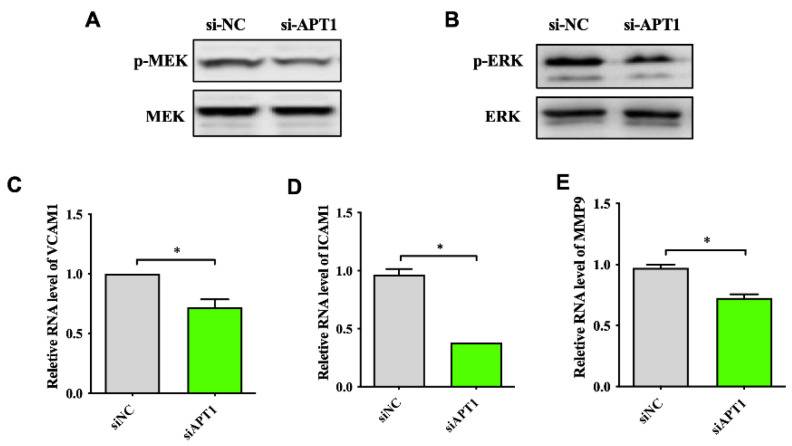 A
si-NC si-APT1
p-MEK
MEK
B
si-NC si-APT1
p-ERK
ERK
C
Reletive RNA level of VCAM1
1.5
1.0
0.5
0.0
*
siNC
siAPT1
D
Reletive RNA level of ICAM1
1.5
1.0
0.5
0.0
*
siNC
siAPT1
E
Reletive RNA level of MMP9
1.5
1.0
0.5
0.0
*
siNC
siAPT1